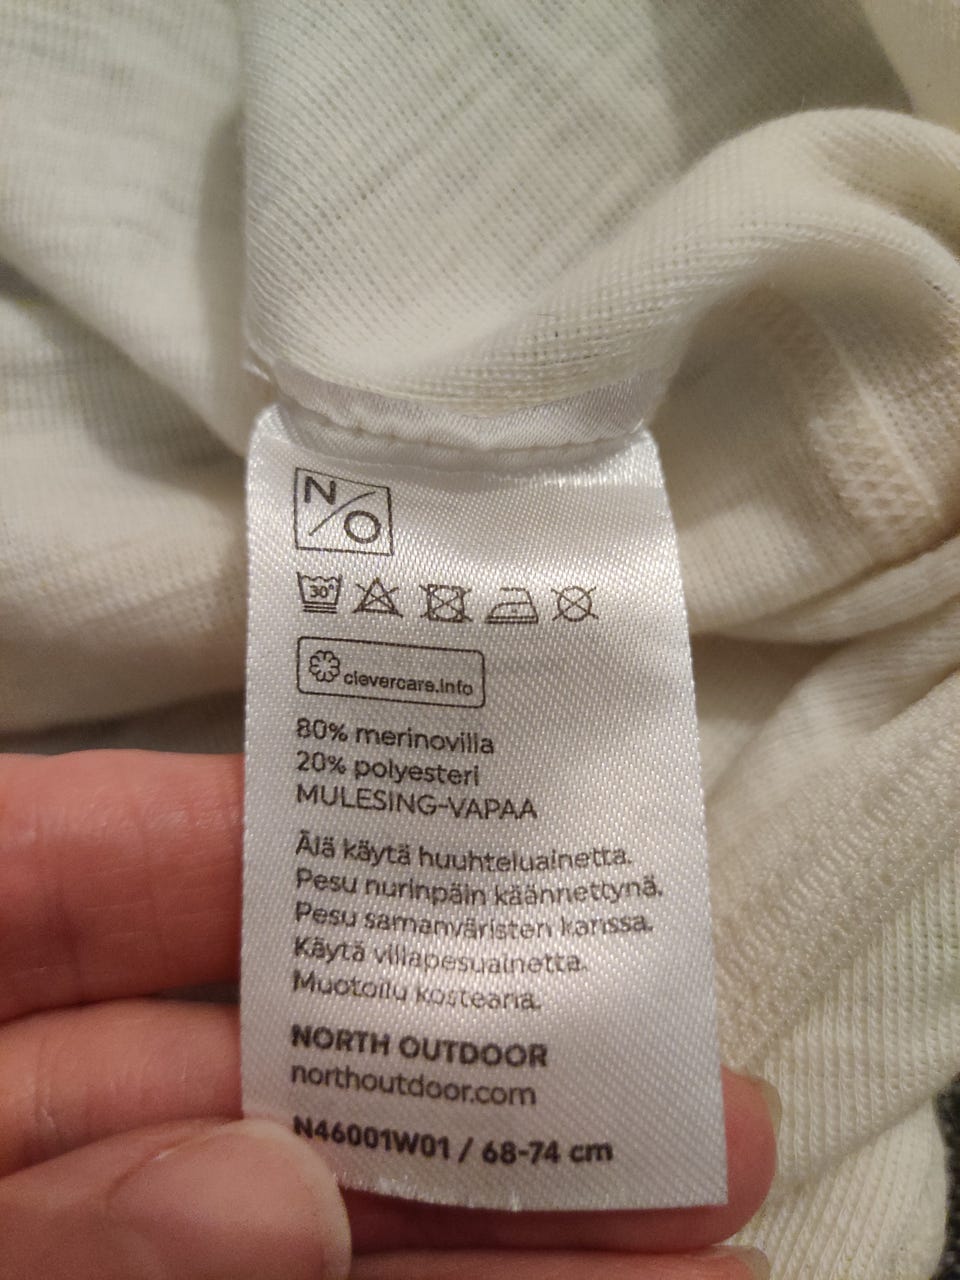 N/O
30°
clevercare.info
80% merinovilla
20% polyesteri
MULESING-VAPAA
Älä käytä huuhteluainetta.
Pesu nurinpäin käännettynä.
Pesu samanväristen kanssa.
Käytä villapesuainetta.
Muotoilu kosteana.
NORTH OUTDOOR
northoutdoor.com
N46001W01 / 68-74 cm